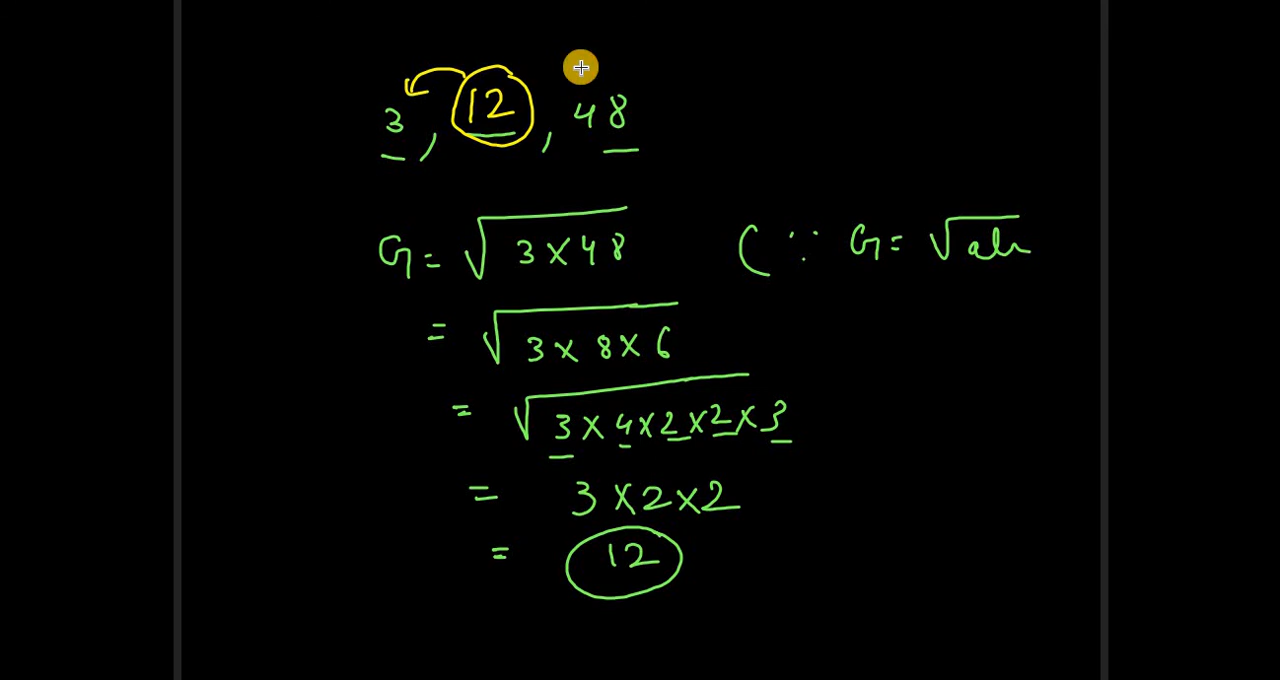 3, 12, 48
G = √3×48 (∵ G = √ab
= √3×8×6
= √3×4×2×2×3
= 3×2×2
= 12